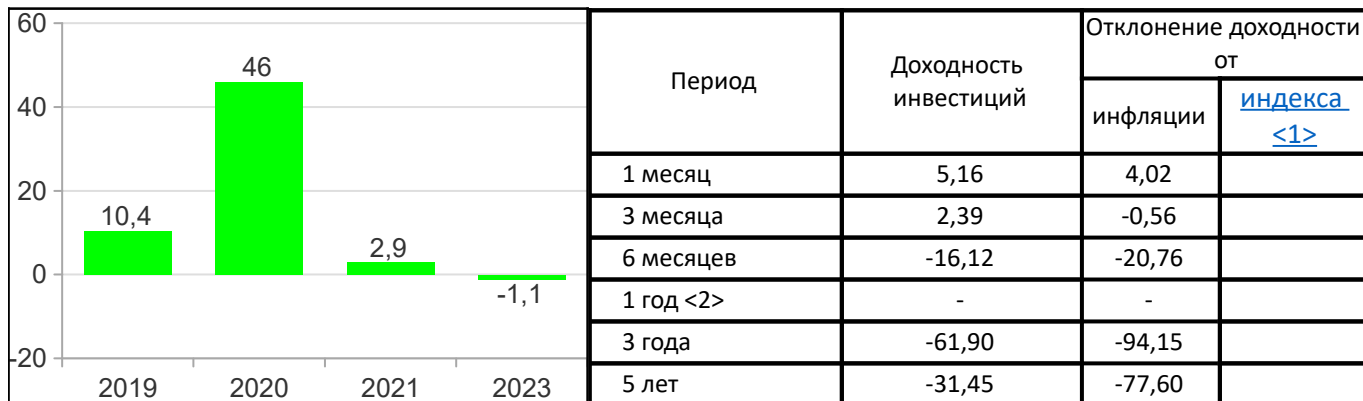 60
40
20
0
-20
10,4
46
2,9
-1,1
2019 2020 2021 2023
Период
Доходность
инвестиций
Отклонение доходности
от
инфляции
индекса
<1>
1 месяц 5,16 4,02
3 месяца 2,39 -0,56
6 месяцев -16,12 -20,76
1 год <2> - -
3 года -61,90 -94,15
5 лет -31,45 -77,60